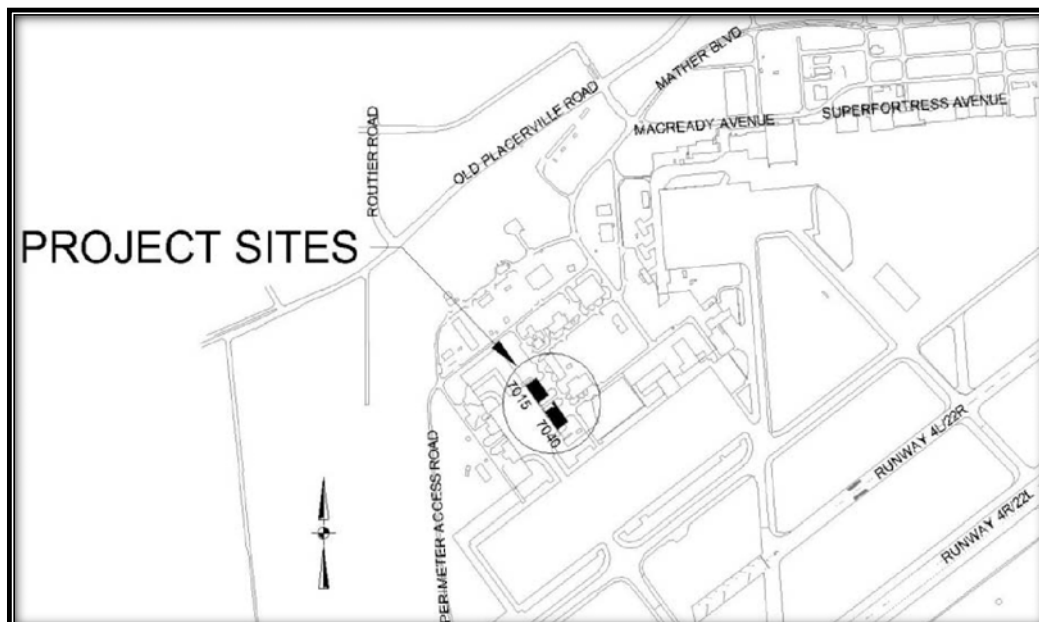 MATHER BLVD
SUPERFORTRESS AVENUE
MACREADY AVENUE
OLD PLACERVILLE ROAD
ROUTIER ROAD
PROJECT SITES
7015
7040
PERIMETER ACCESS ROAD
RUNWAY 4L/22R
RUNWAY 4R/22L